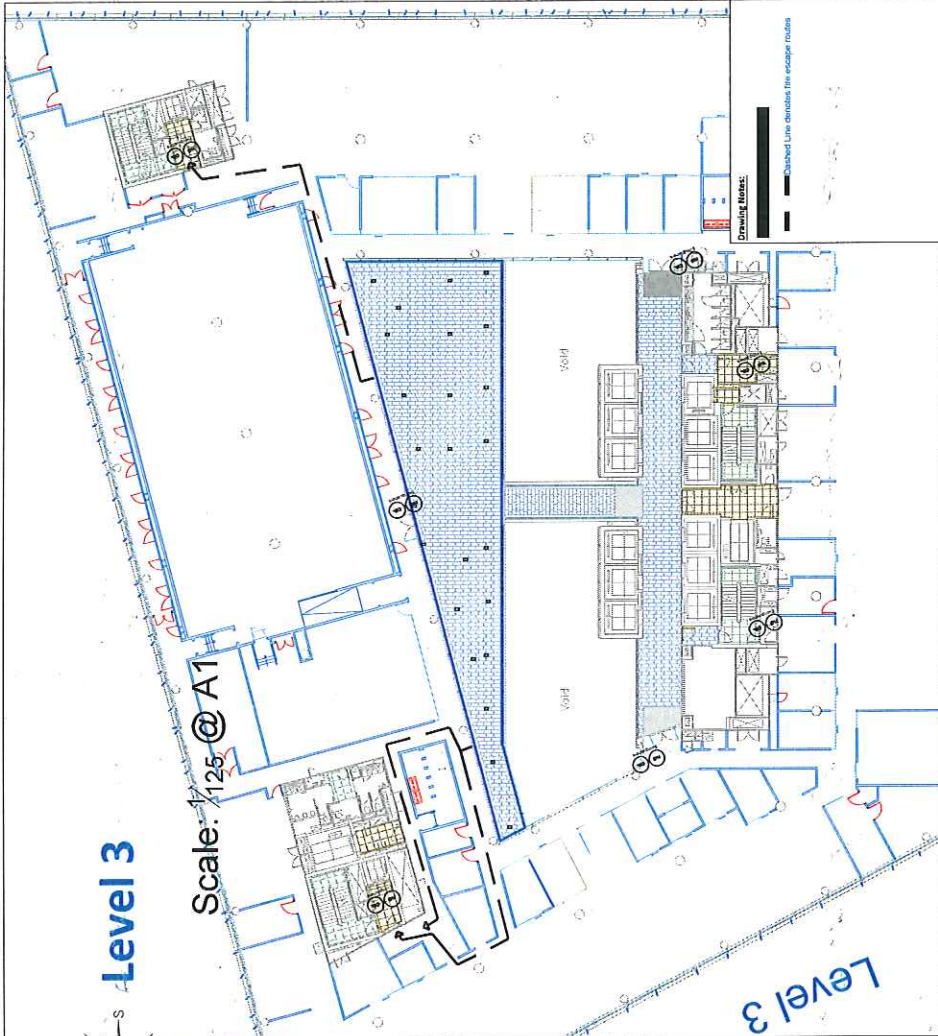 Level 3
Scale: 1/125 @ A1
S
Void
Void
Drawing Notes:
Dashed Line denotes fire escape routes
Level 3